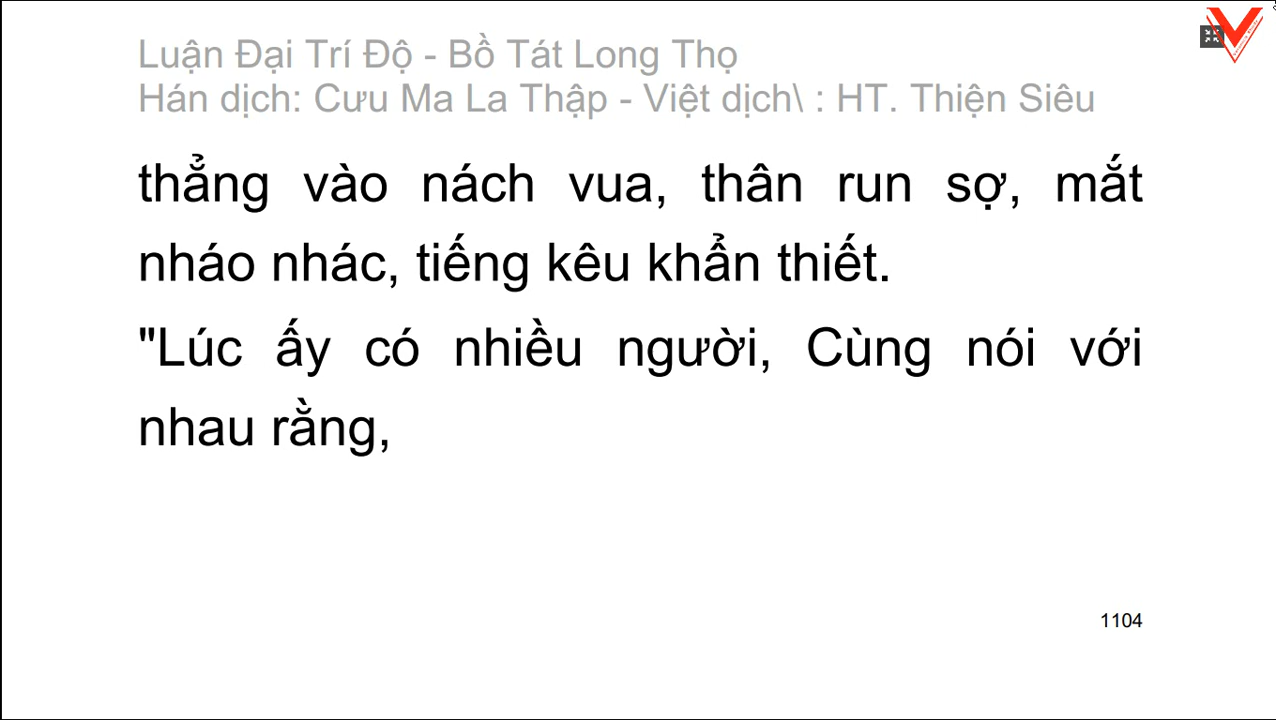 Luận Đại Trí Độ - Bồ Tát Long Thọ
Hán dịch: Cưu Ma La Thập - Việt dịch\ : HT. Thiện Siêu
thẳng vào nách vua, thân run sợ, mắt
nháo nhác, tiếng kêu khẩn thiết.
"Lúc ấy có nhiều người, Cùng nói với
nhau rằng,
1104